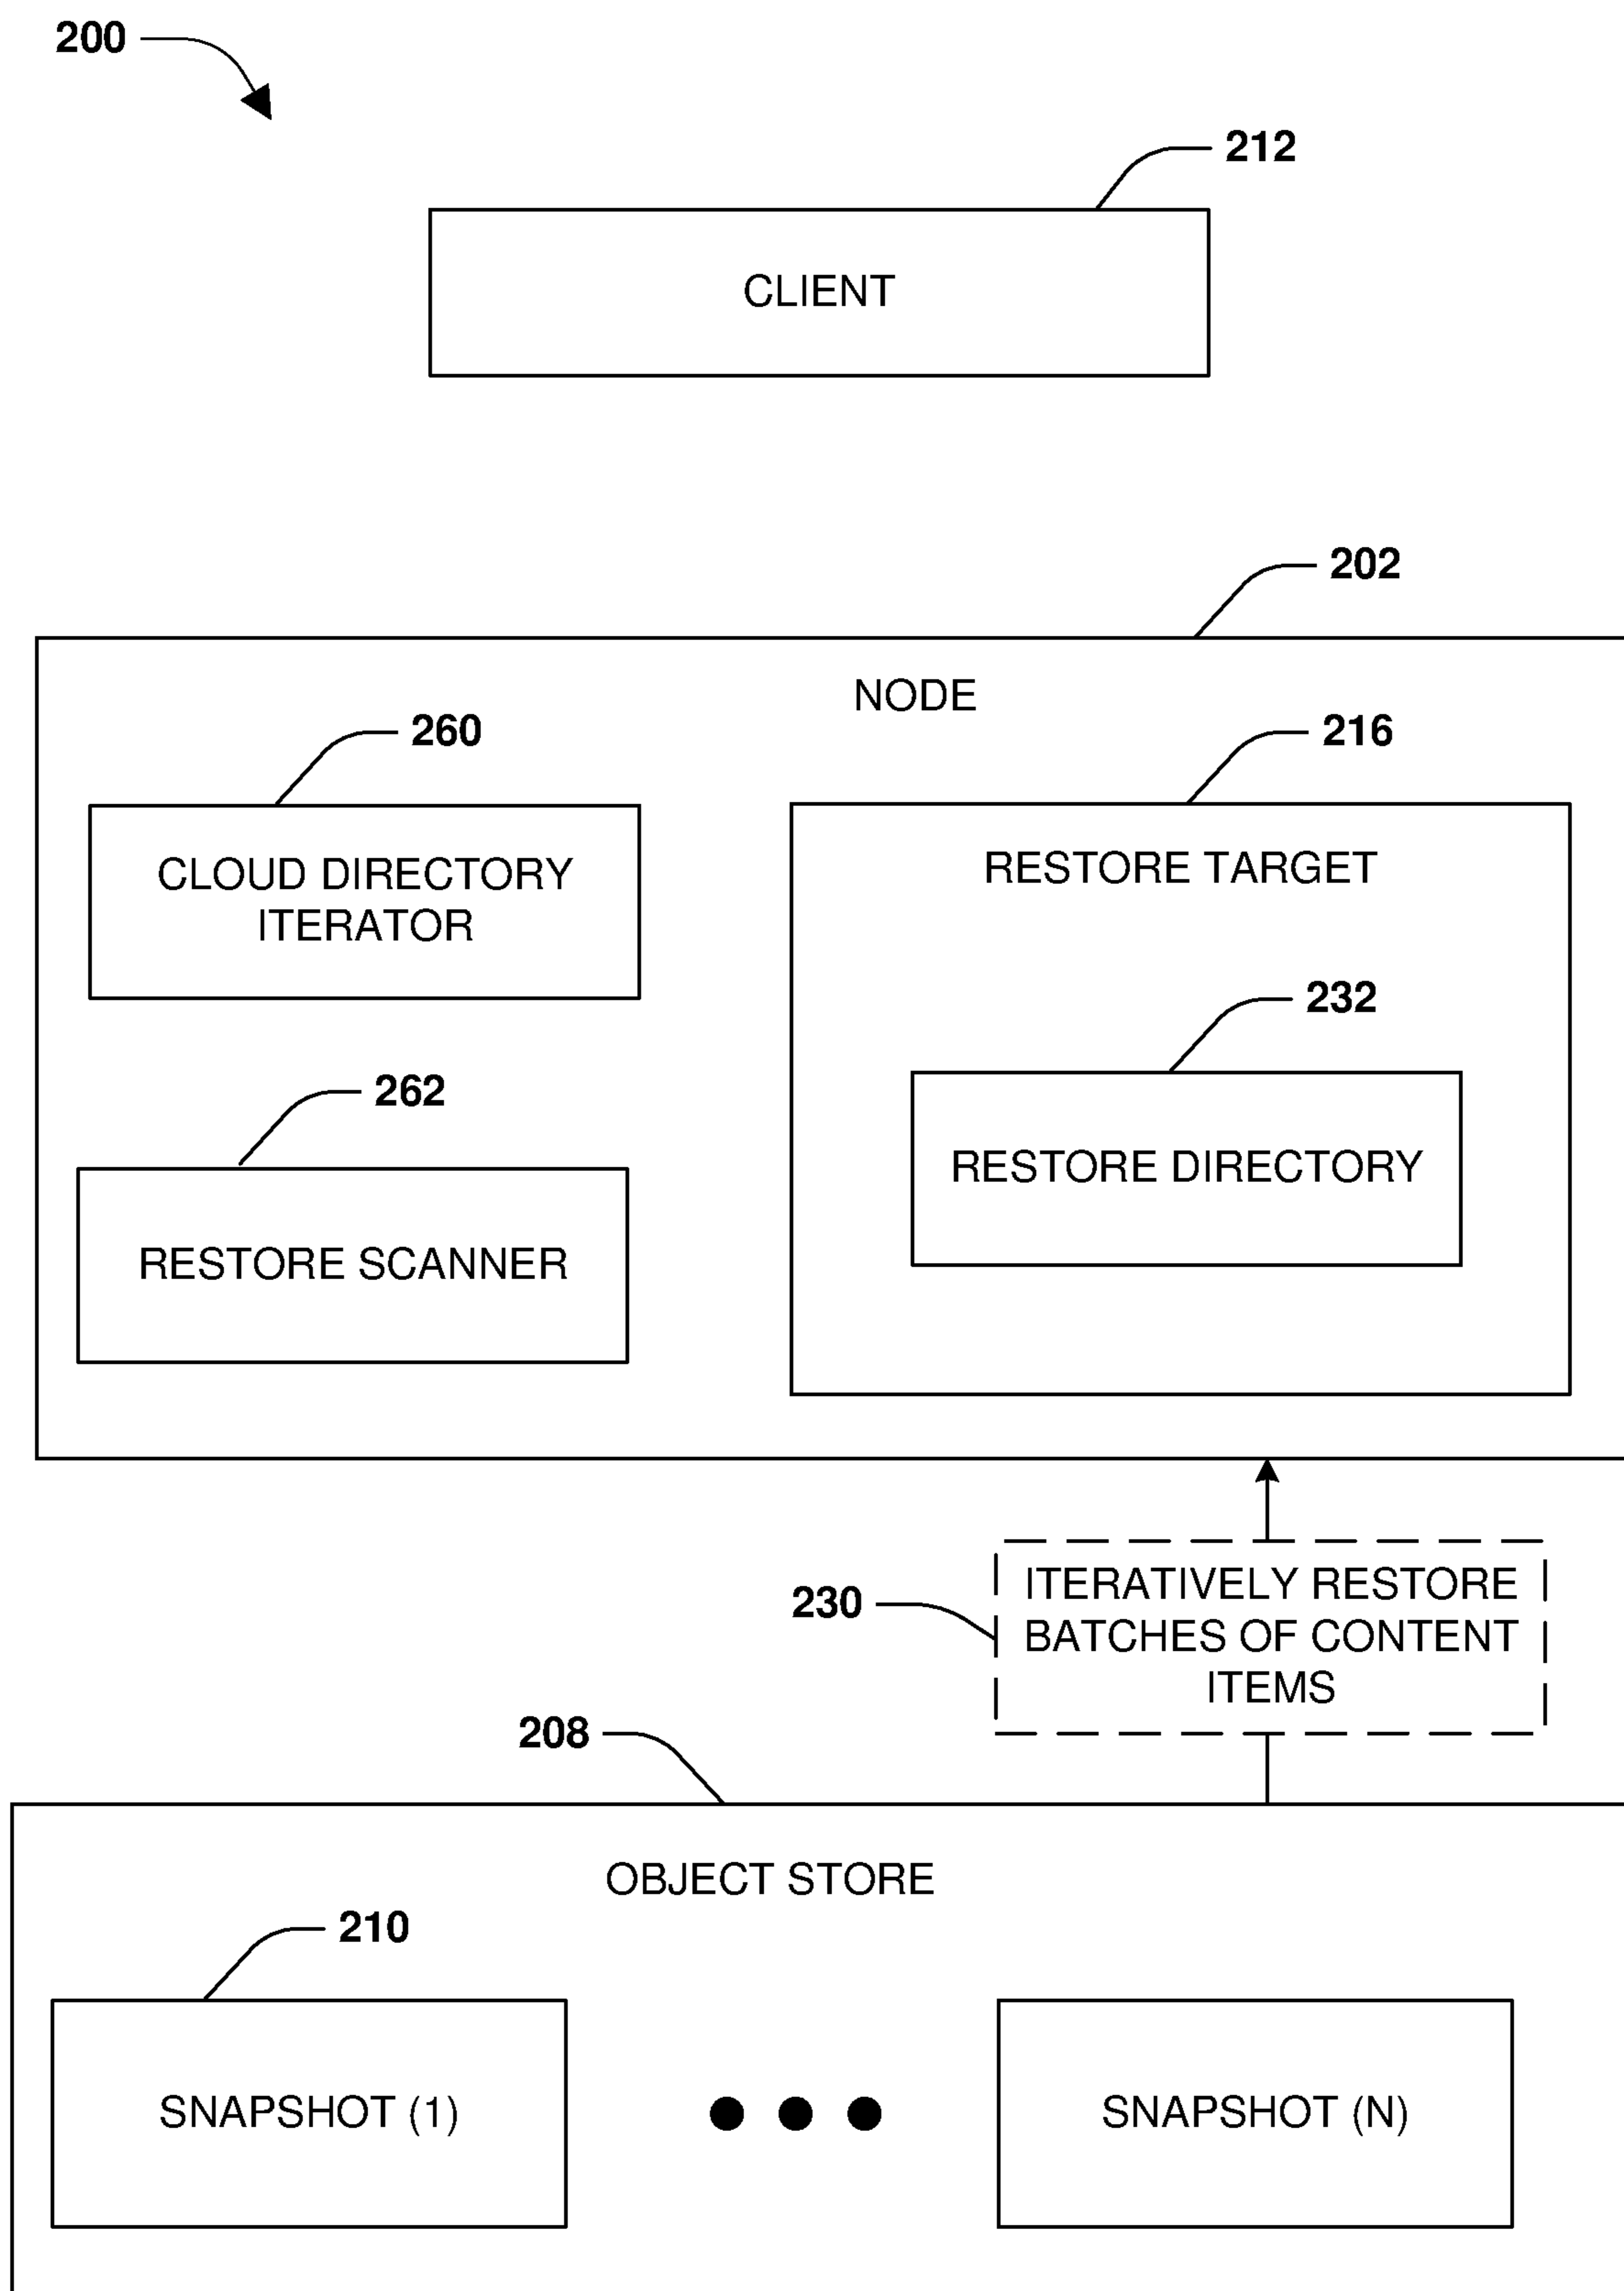 200
212
CLIENT
202
NODE
260
216
CLOUD DIRECTORY
ITERATOR
RESTORE TARGET
232
262
RESTORE DIRECTORY
RESTORE SCANNER
230
ITERATIVELY RESTORE
BATCHES OF CONTENT
ITEMS
208
OBJECT STORE
210
SNAPSHOT (1)
SNAPSHOT (N)